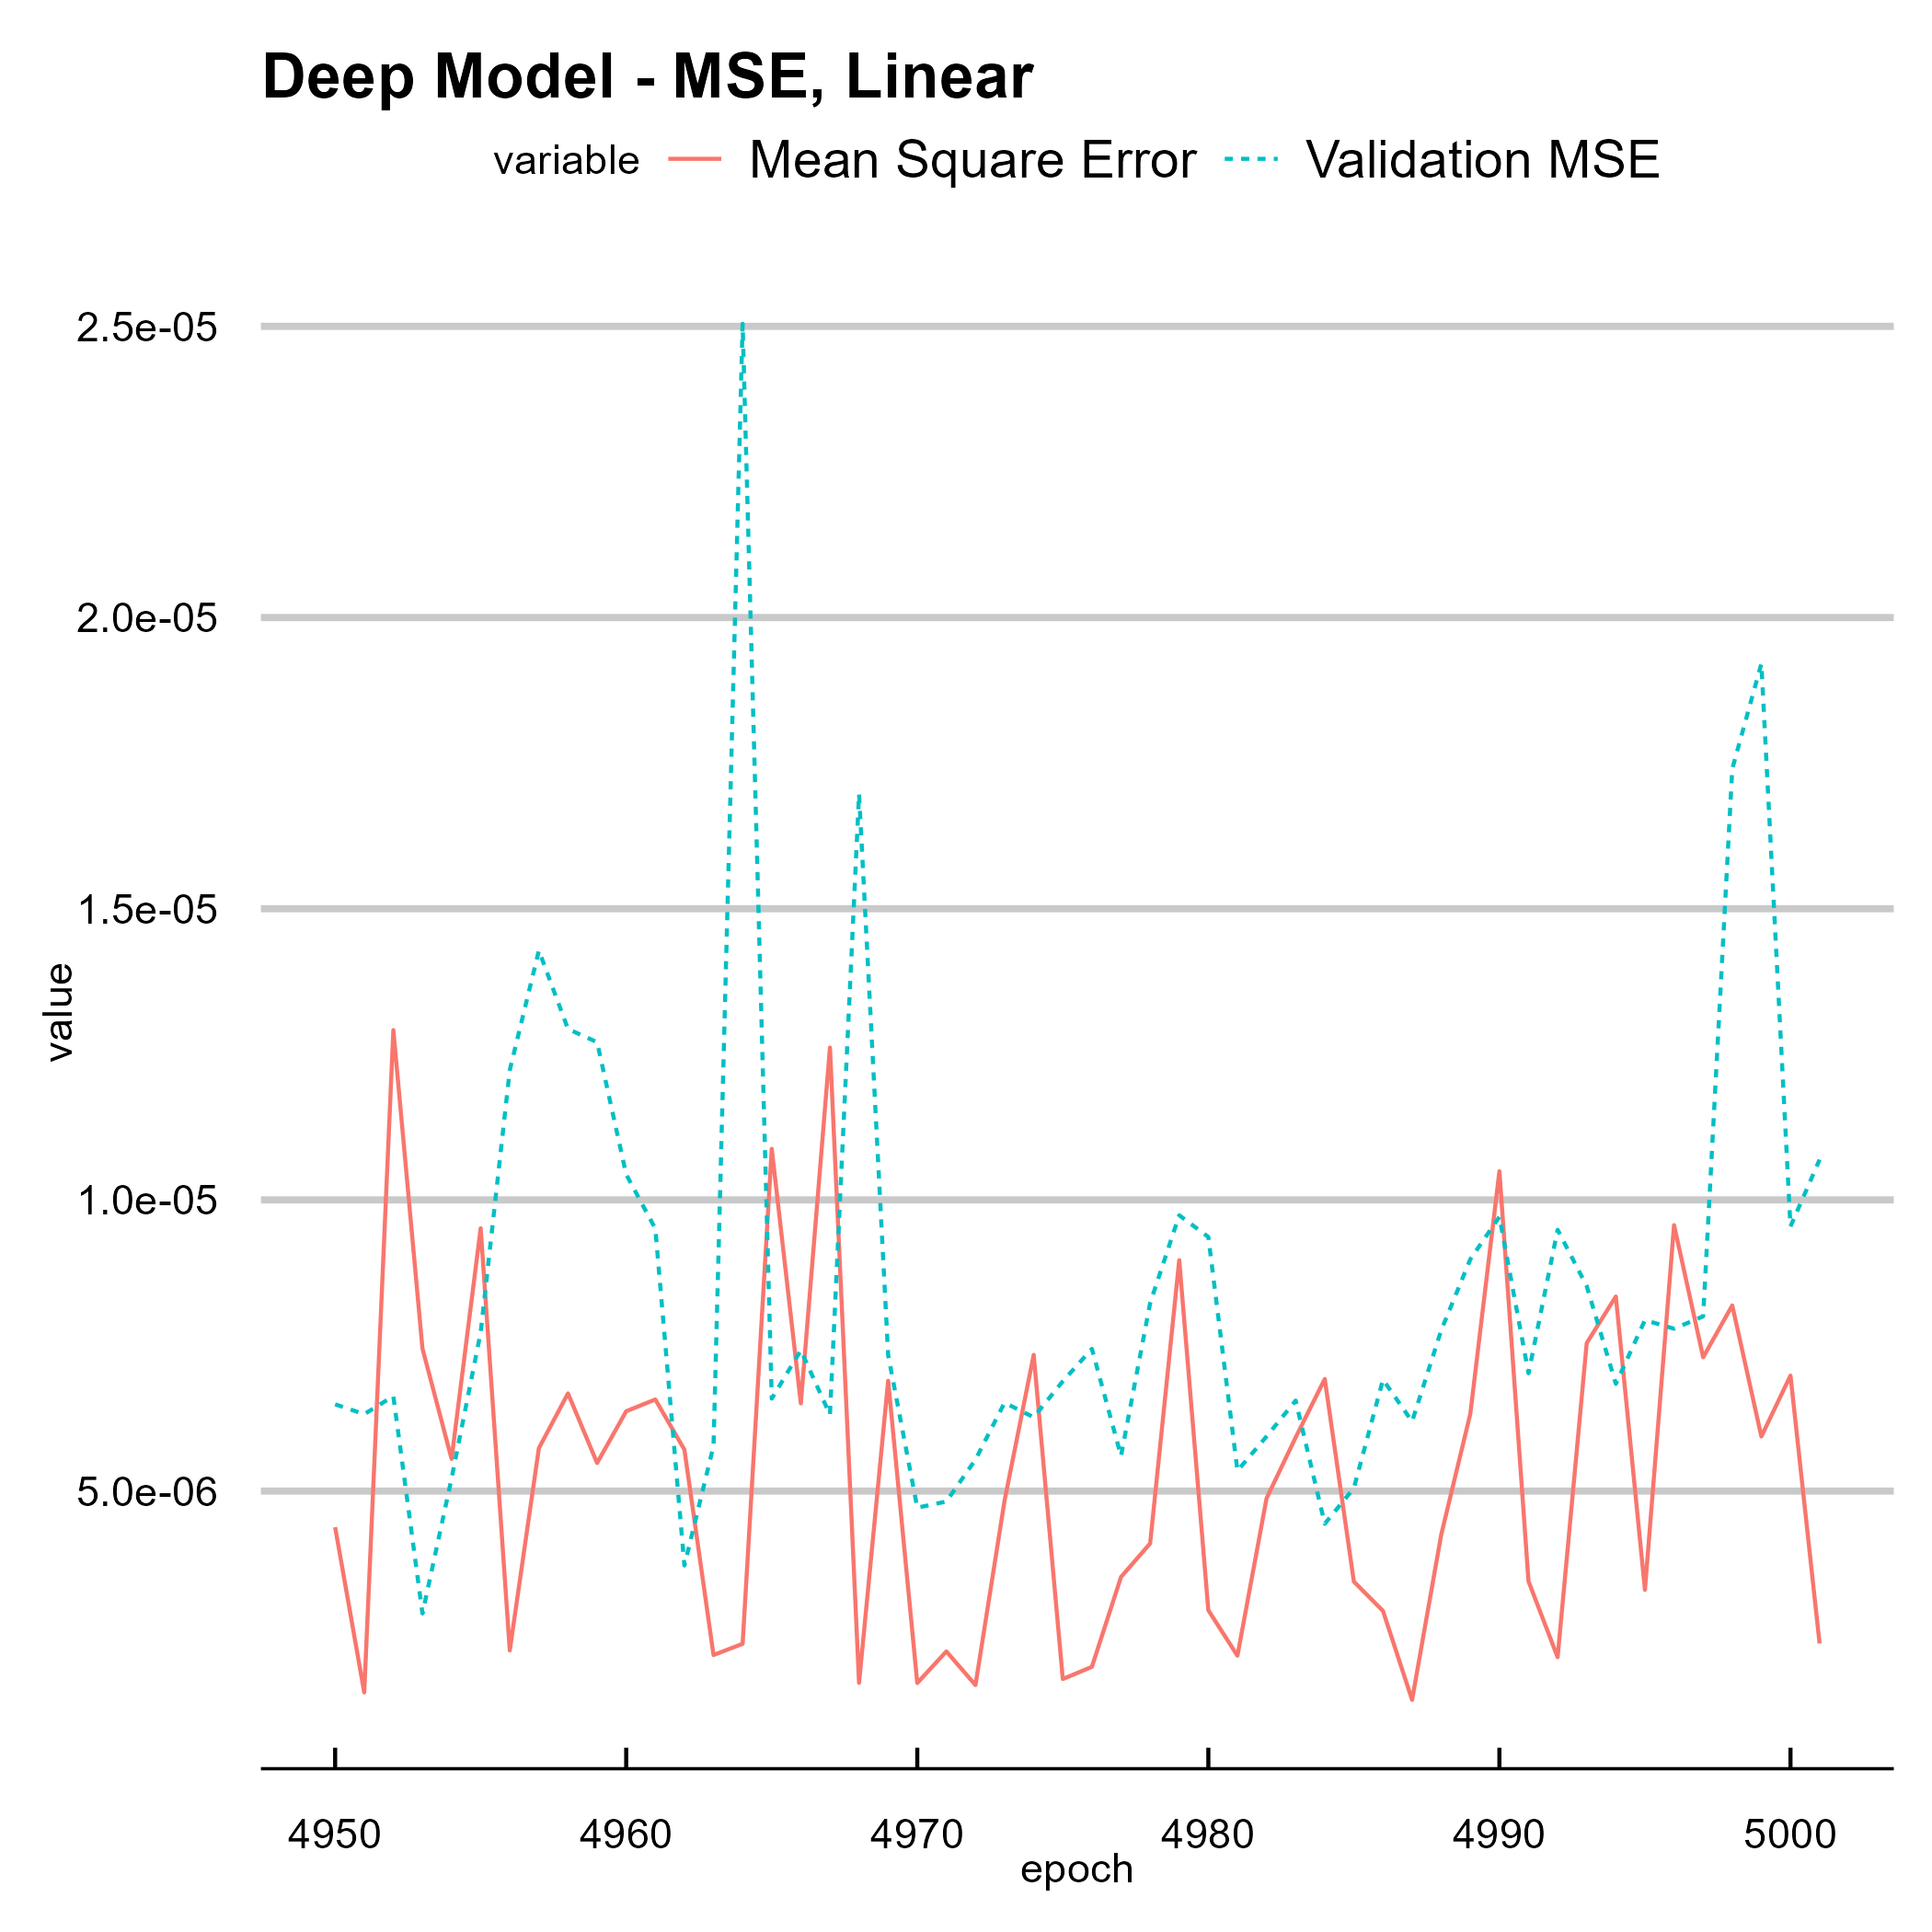 Deep Model - MSE, Linear
variable Mean Square Error Validation MSE
2.5e-05
2.0e-05
1.5e-05
1.0e-05
5.0e-06
value
4950 4960 4970 4980 4990 5000
epoch